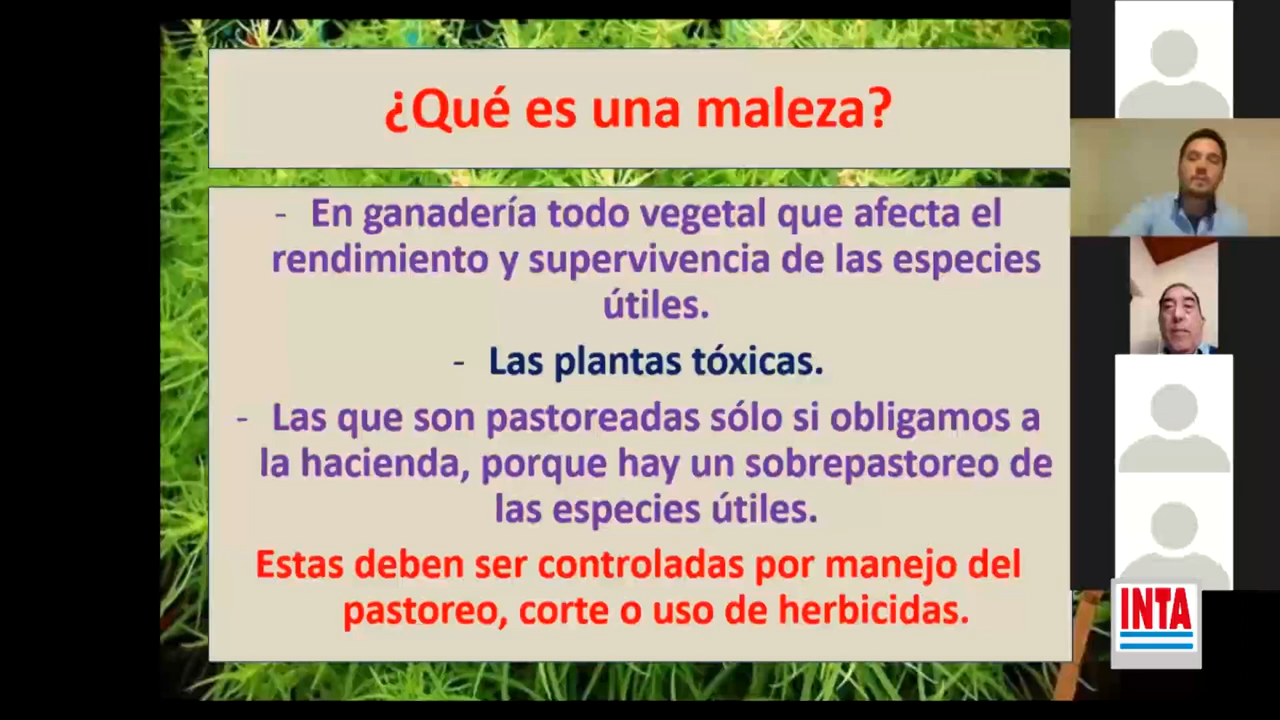 ¿Qué es una maleza?
- En ganadería todo vegetal que afecta el
rendimiento y supervivencia de las especies
útiles.
- Las plantas tóxicas.
- Las que son pastoreadas sólo si obligamos a
la hacienda, porque hay un sobrepastoreo de
las especies útiles.
Estas deben ser controladas por manejo del
pastoreo, corte o uso de herbicidas.
INTA